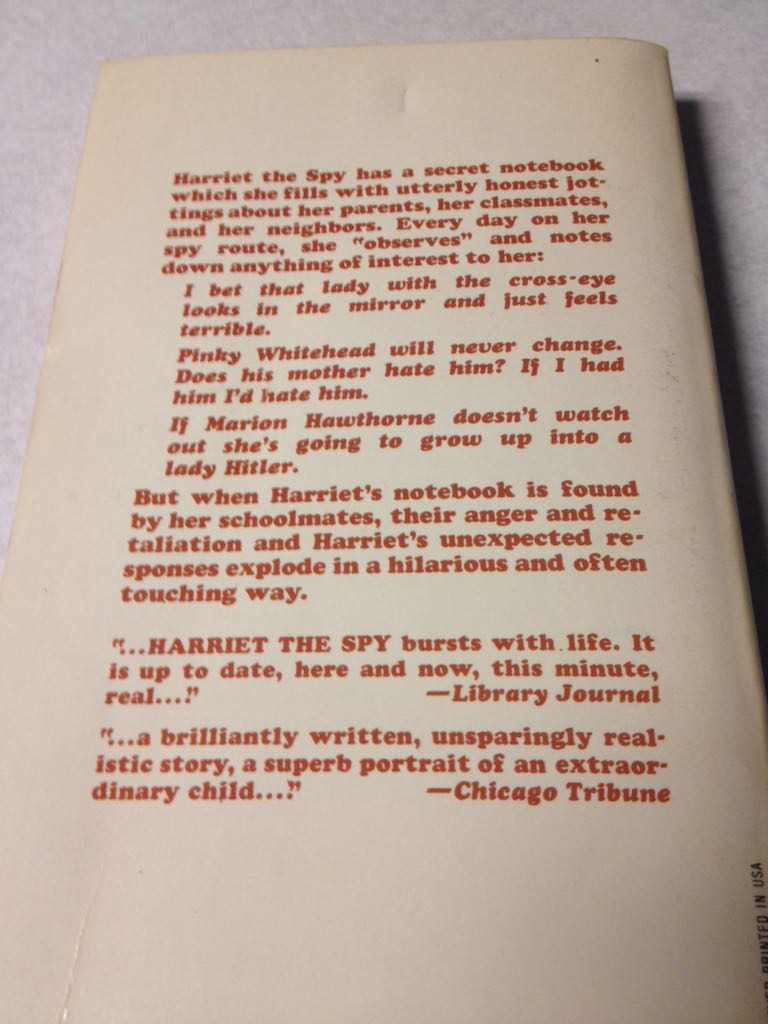 Harriet the Spy has a secret notebook
which she fills with utterly honest jot-
tings about her parents, her classmates,
and her neighbors. Every day on her
spy route, she "observes" and notes
down anything of interest to her:
I bet that lady with the cross-eye
looks in the mirror and just feels
terrible.
Pinky Whitehead will never change.
Does his mother hate him? If I had
him I'd hate him.
If Marion Hawthorne doesn't watch
out she's going to grow up into a
lady Hitler.
But when Harriet's notebook is found
by her schoolmates, their anger and re-
taliation and Harriet's unexpected re-
sponses explode in a hilarious and often
touching way.
"...HARRIET THE SPY bursts with life. It
is up to date, here and now, this minute,
real...." —Library Journal
"...a brilliantly written, unsparingly real-
istic story, a superb portrait of an extraor-
dinary child...." —Chicago Tribune
PRINTED IN USA